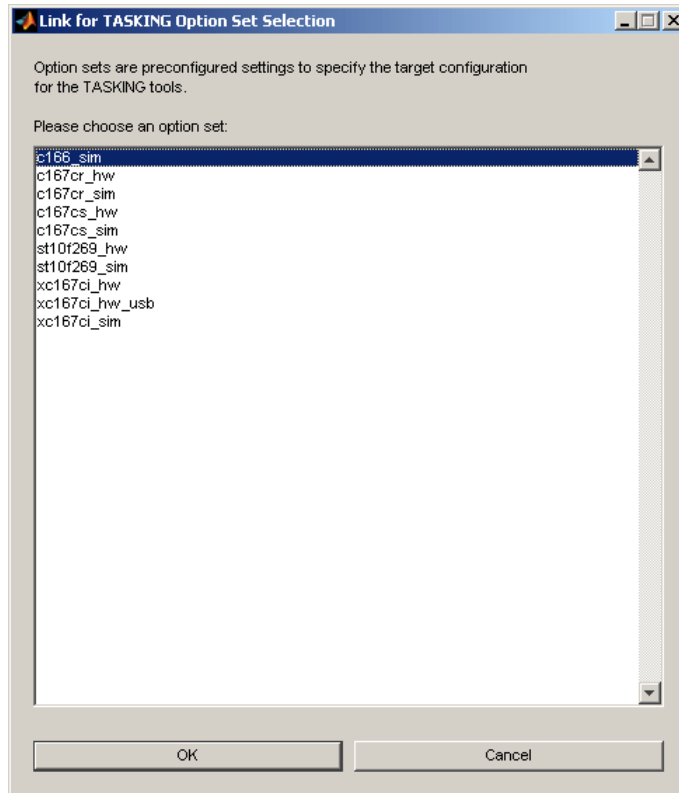 Link for TASKING Option Set Selection
Option sets are preconfigured settings to specify the target configuration
for the TASKING tools.
Please choose an option set:
c166_sim
c167cr_hw
c167cr_sim
c167cs_hw
c167cs_sim
st10f269_hw
st10f269_sim
xc167ci_hw
xc167ci_hw_usb
xc167ci_sim
OK
Cancel